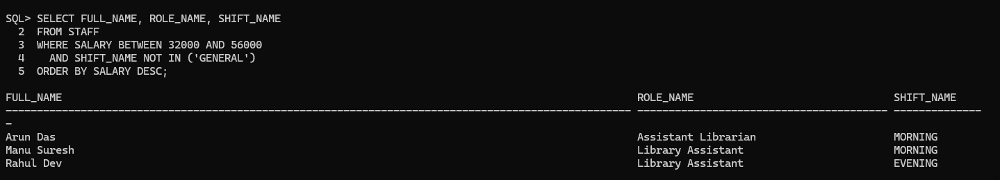 SQL> SELECT FULL_NAME, ROLE_NAME, SHIFT_NAME
  2  FROM STAFF
  3  WHERE SALARY BETWEEN 32000 AND 56000
  4    AND SHIFT_NAME NOT IN ('GENERAL')
  5  ORDER BY SALARY DESC;

FULL_NAME                                                                                            ROLE_NAME                                SHIFT_NAME
---------------------------------------------------------------------------------------------------- ---------------------------------------- --------------
-
Arun Das                                                                                             Assistant Librarian                      MORNING
Manu Suresh                                                                                          Library Assistant                        MORNING
Rahul Dev                                                                                            Library Assistant                        EVENING